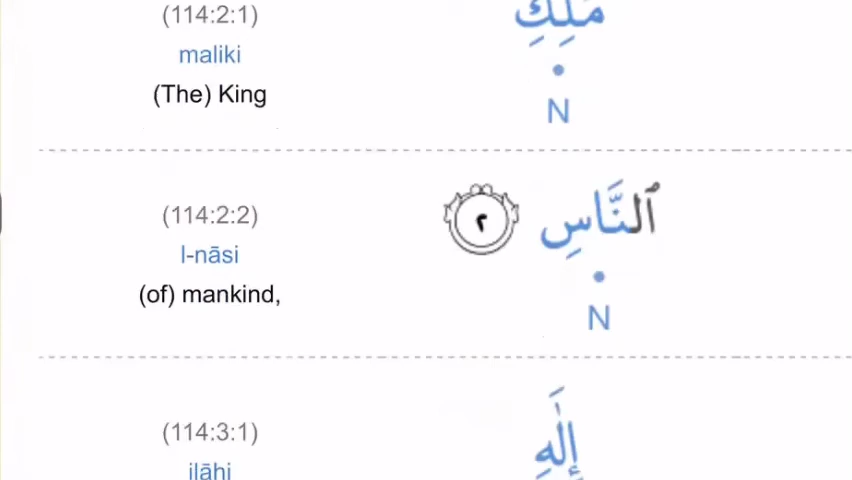 (114:2:1)
maliki
(The) King
مَلِكِ
N
(114:2:2)
l-nāsi
(of) mankind,
ٱلنَّاسِ ٢
N
(114:3:1)
ilāhi
إِلَٰهِ